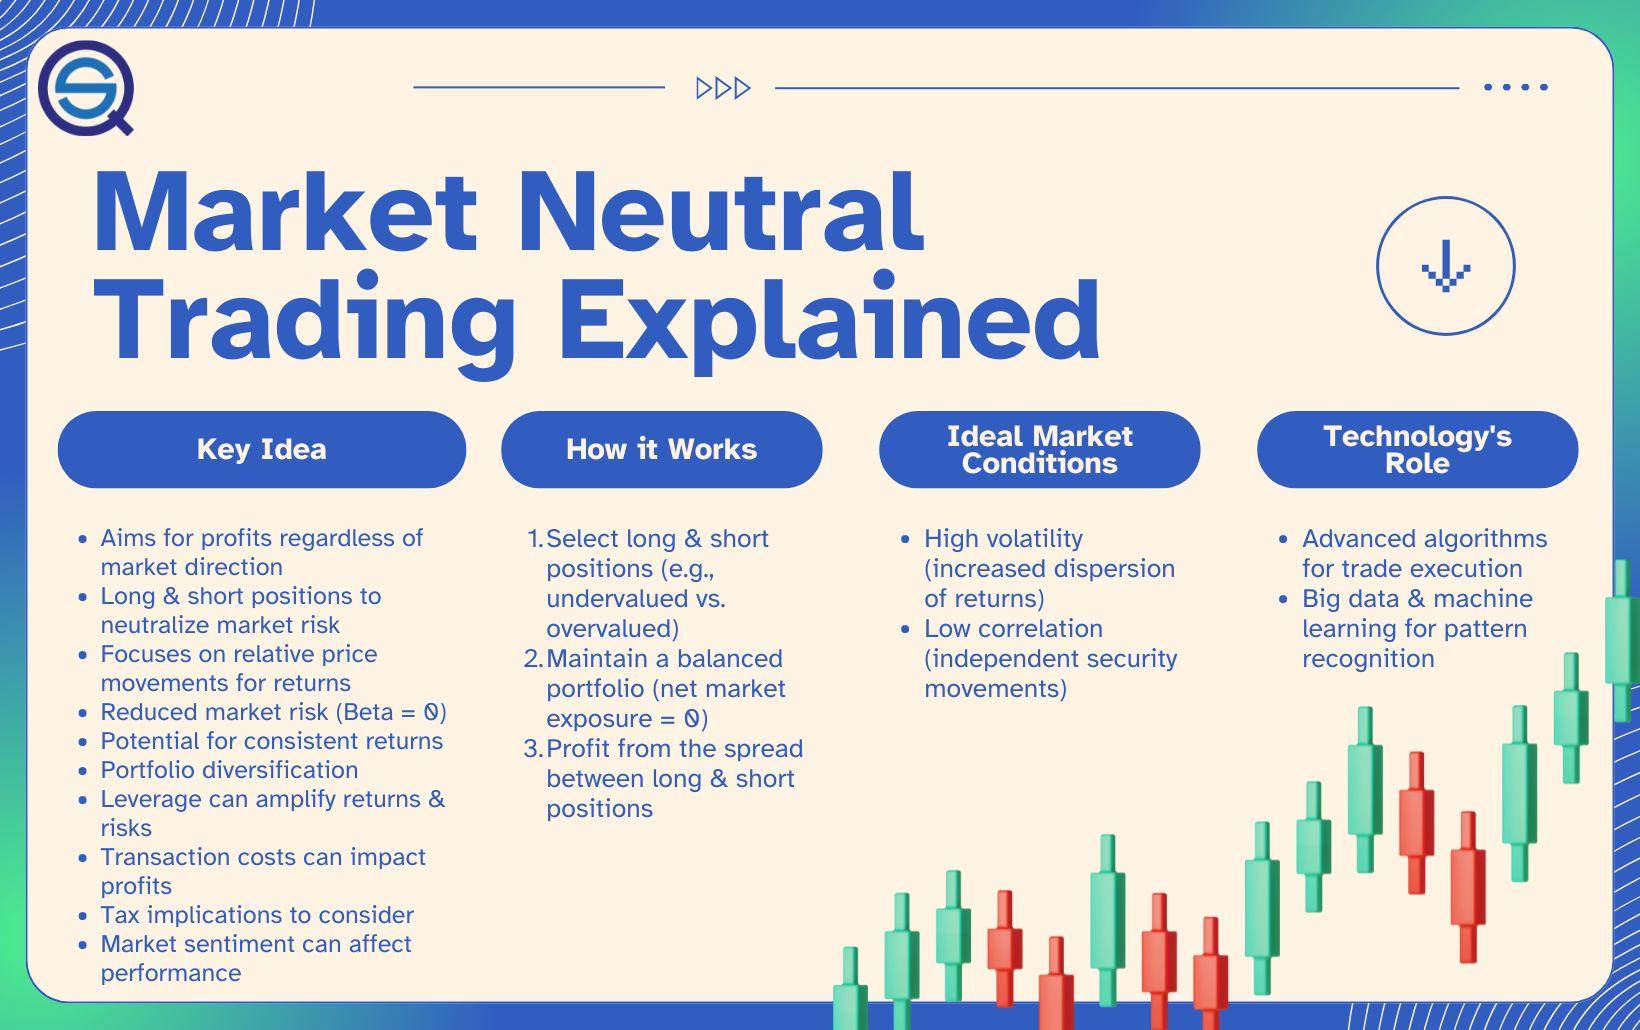 Market Neutral
Trading Explained
Key Idea
Aims for profits regardless of
market direction
Long & short positions to
neutralize market risk
Focuses on relative price
movements for returns
Reduced market risk (Beta = 0)
Potential for consistent returns
Portfolio diversification
Leverage can amplify returns &
risks
Transaction costs can impact
profits
Tax implications to consider
Market sentiment can affect
performance
How it Works
1. Select long & short
positions (e.g.,
undervalued vs.
overvalued)
2. Maintain a balanced
portfolio (net market
exposure = 0)
3. Profit from the spread
between long & short
positions
Ideal Market
Conditions
High volatility
(increased dispersion
of returns)
Low correlation
(independent security
movements)
Technology's
Role
Advanced algorithms
for trade execution
Big data & machine
learning for pattern
recognition